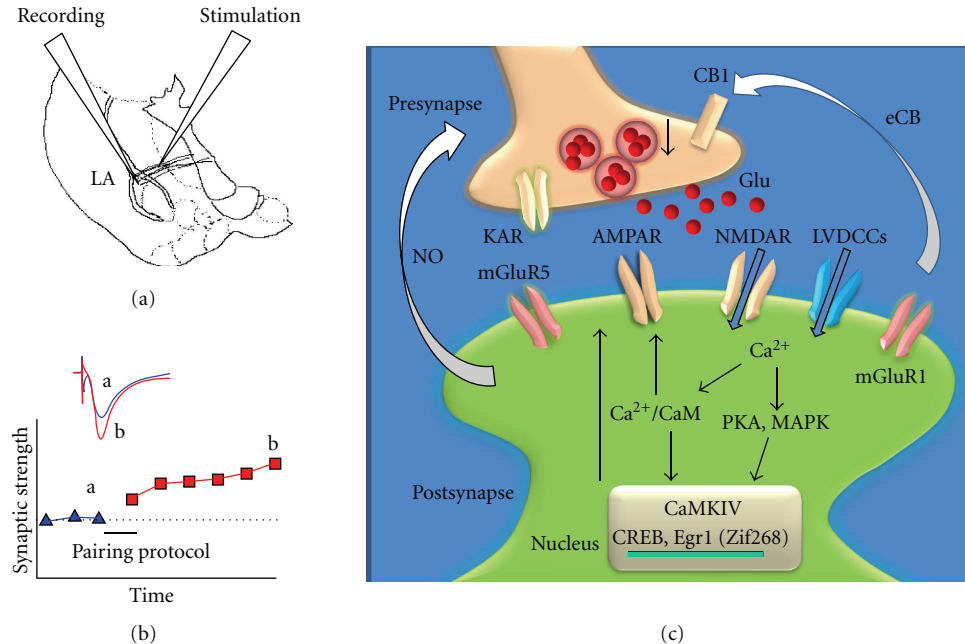 Recording
Stimulation
LA
(a)
a
b
Synaptic strength
a
b
Pairing protocol
Time
(b)
CB1
Presynapse
eCB
Glu
KAR
AMPAR
NMDAR
LVDCCs
NO
mGluR5
Ca²⁺
mGluR1
Ca²⁺/CaM
PKA, MAPK
Postsynapse
CaMKIV
Nucleus
CREB, Egr1 (Zif268)
(c)